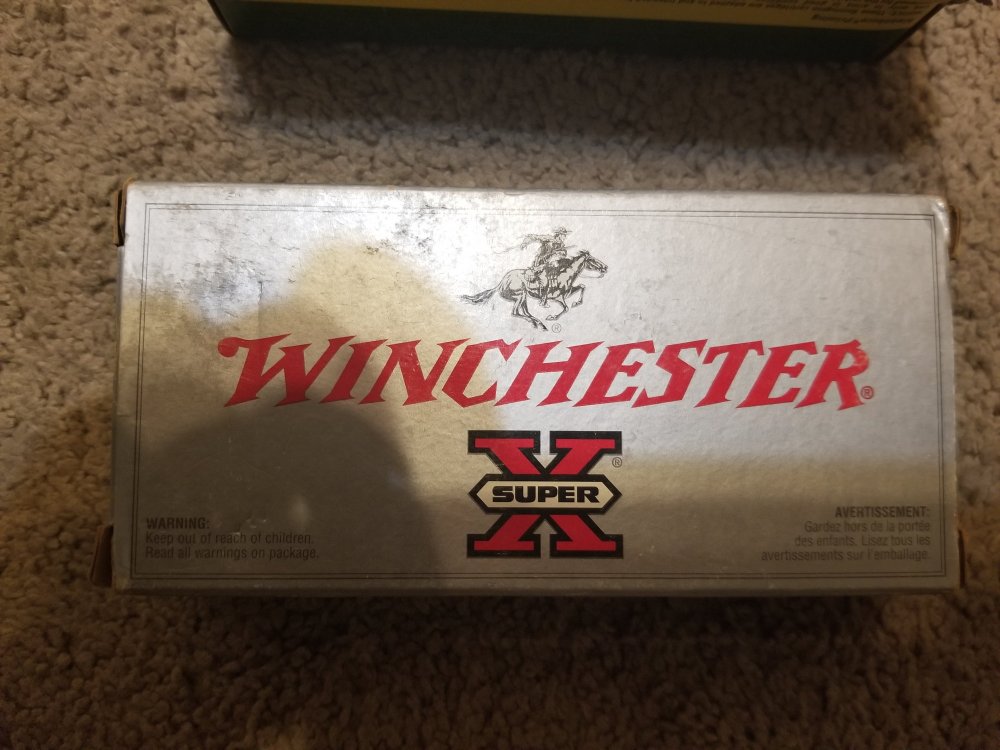 WINCHESTER®
SUPER X®
WARNING:
Keep out of reach of children.
Read all warnings on package.
AVERTISSEMENT:
Gardez hors de la portée
des enfants. Lisez tous les
avertissements sur l'emballage.